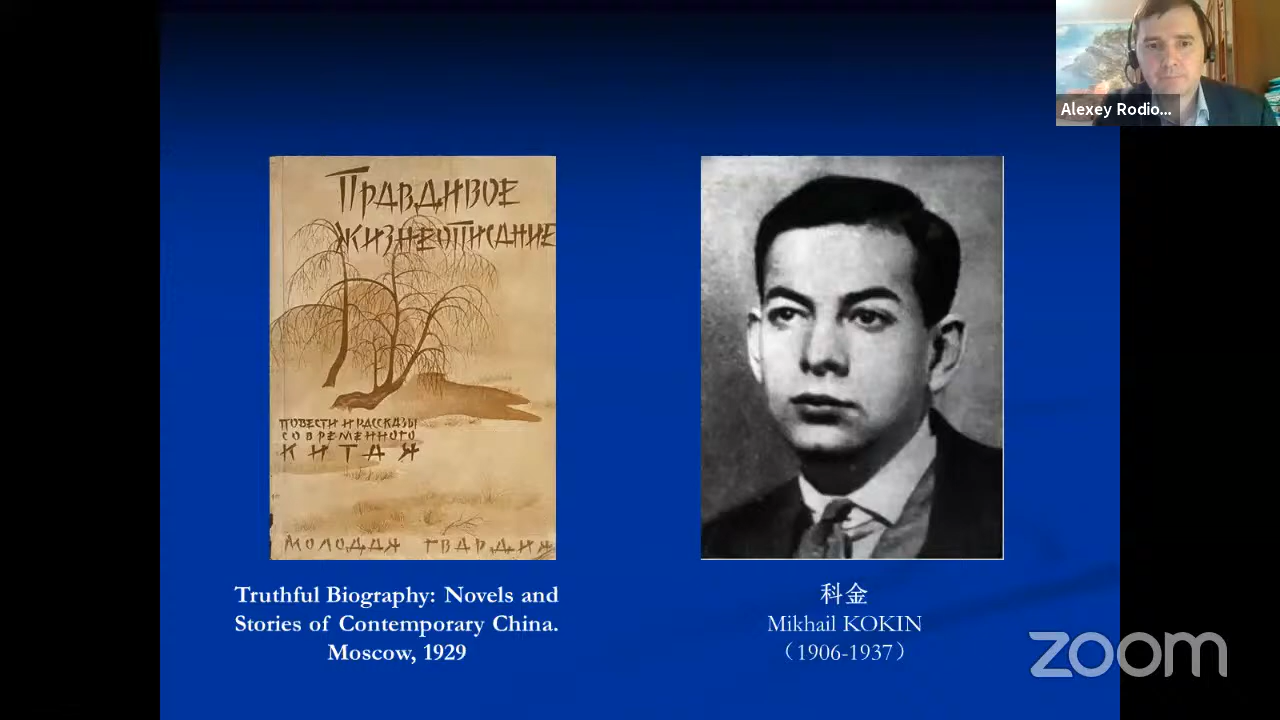 Alexey Rodio...
Правдивое
жизнеописание
повести и рассказы
современного
Китая
Молодая гвардия
Truthful Biography: Novels and
Stories of Contemporary China.
Moscow, 1929
科金
Mikhail KOKIN
（1906-1937）
zoom